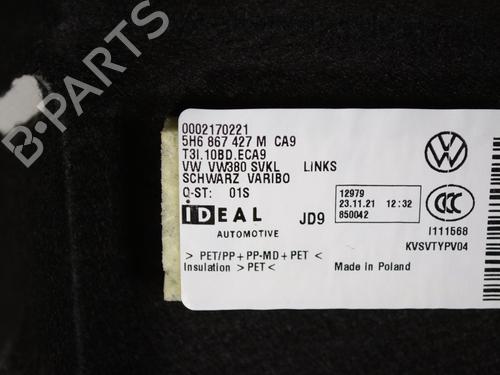 0002170221
5H6 867 427 M CA9
T3I.10BD.ECA9
VW VW380 SVKL LINKS
SCHWARZ VARIBO
Q-ST: 01S
iDEAL
AUTOMOTIVE
JD9
12979
23.11.21 12:32
850042
CCC
I111568
KVSVTYPV04
> PET/PP + PP-MD + PET <
Insulation > PET <
Made in Poland
B-PARTS